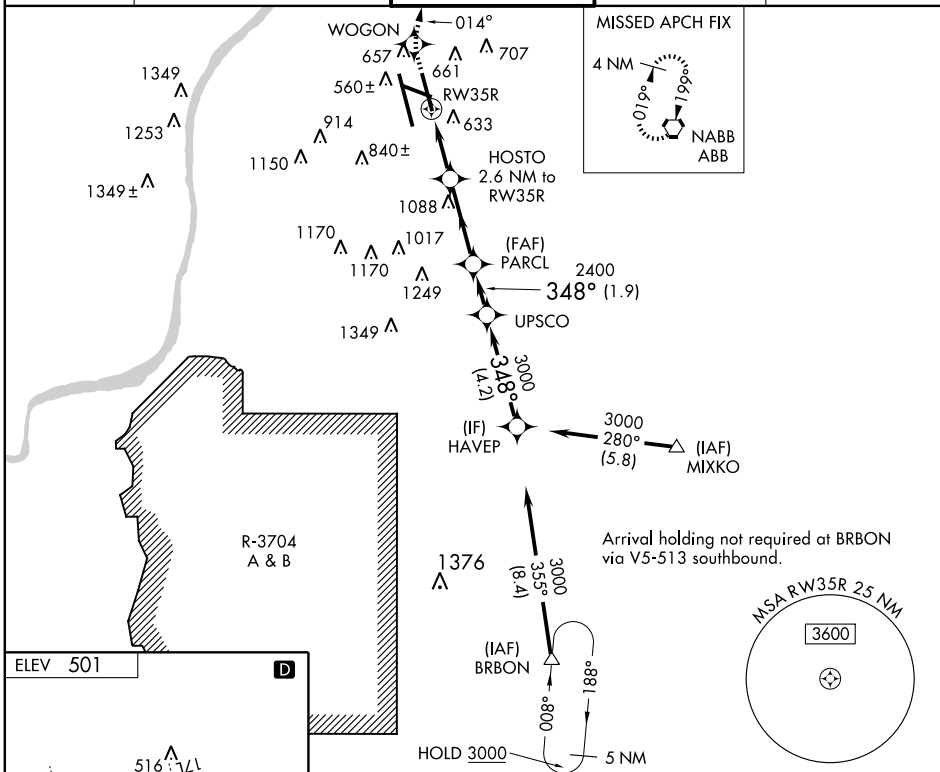 WOGON
014°
657
661
707
560±
RW35R
633
MISSED APCH FIX
4 NM
019°
199°
NABB
ABB
1349
1253
1349±
914
1150
840±
HOSTO
2.6 NM to
RW35R
1088
1170
1170
1017
1249
1349
(FAF)
PARCL
2400
348° (1.9)
UPSCO
3000
348°
(4.2)
(IF)
HAVEP
3000
280°
(5.8)
(IAF)
MIXKO
R-3704
A & B
1376
3000
355°
(8.4)
Arrival holding not required at BRBON
via V5-513 southbound.
(IAF)
BRBON
008°
188°
HOLD 3000
5 NM
MSA RW35R 25 NM
3600
ELEV 501
D
516
17L